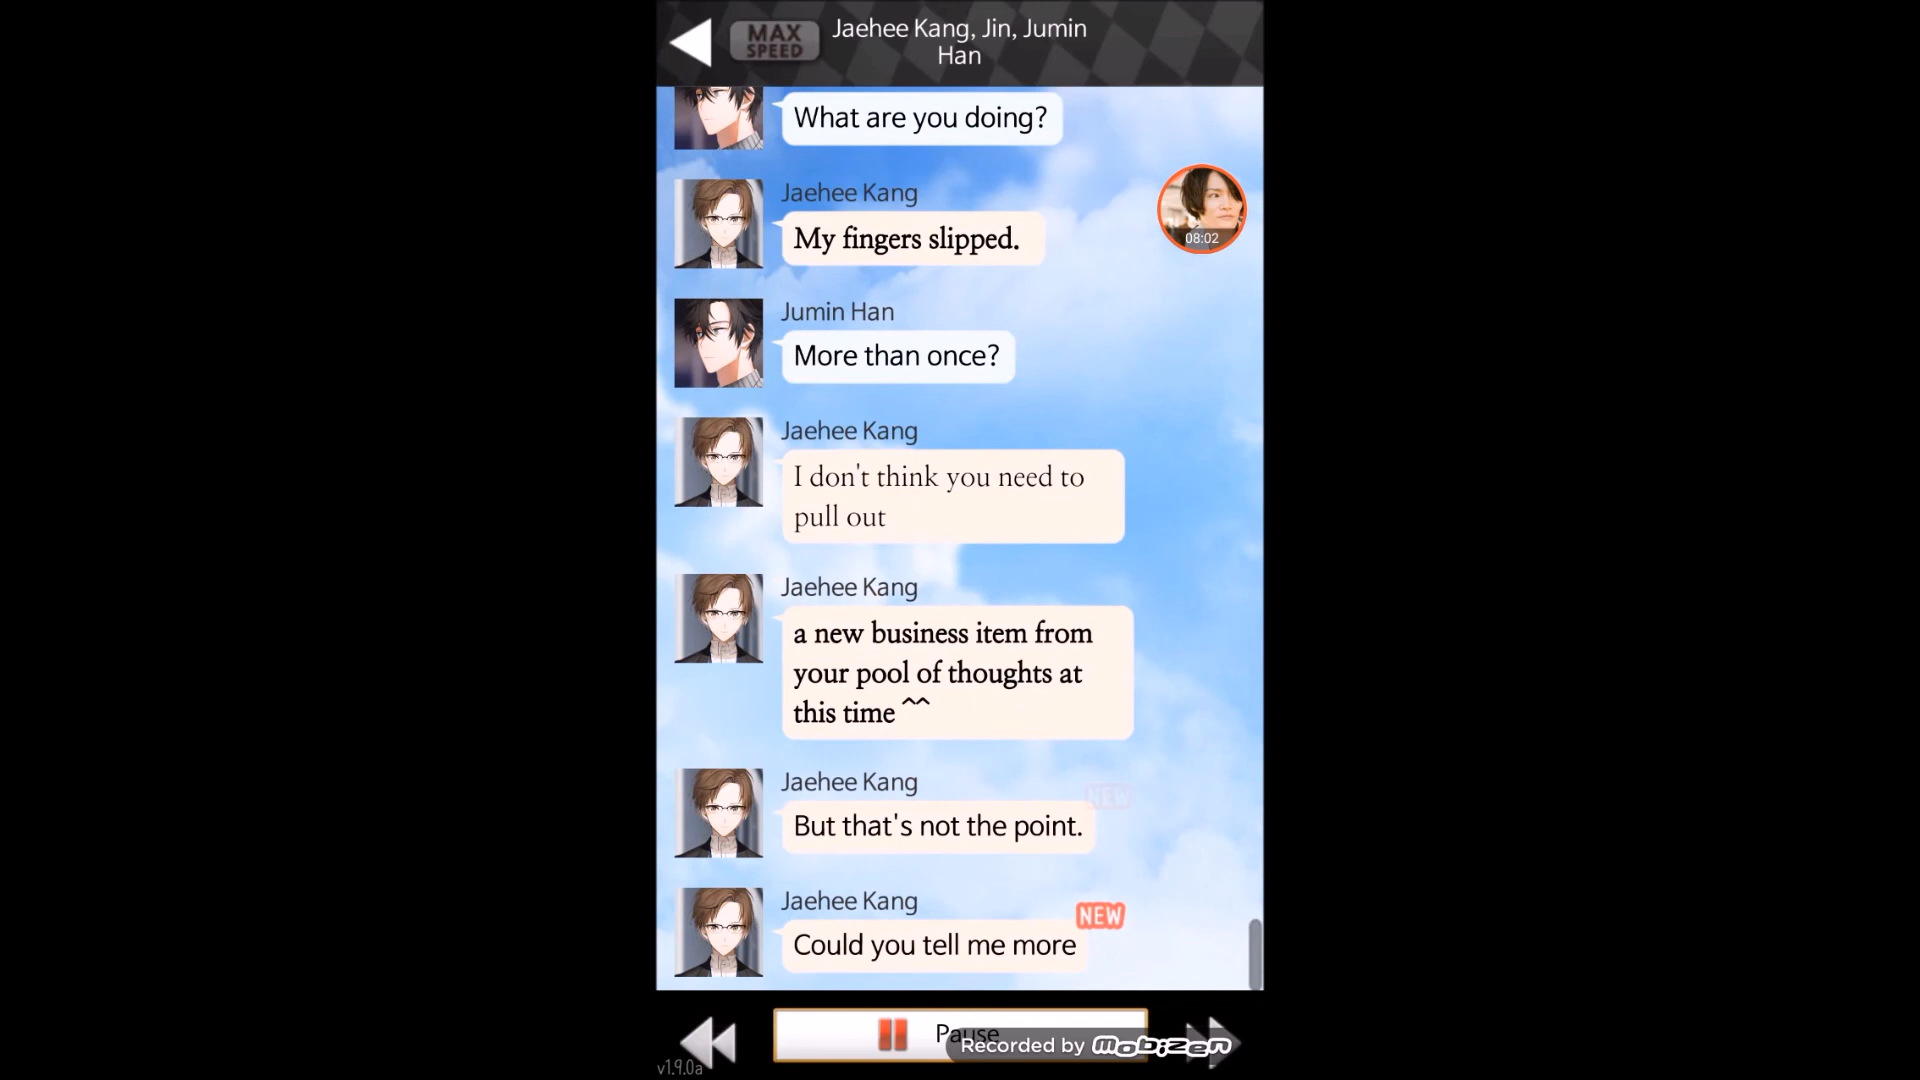 MAX
SPEED
Jaehee Kang, Jin, Jumin
Han
What are you doing?
Jaehee Kang
My fingers slipped.
08:02
Jumin Han
More than once?
Jaehee Kang
I don't think you need to
pull out
Jaehee Kang
a new business item from
your pool of thoughts at
this time ^^
Jaehee Kang
NEW
But that's not the point.
Jaehee Kang
NEW
Could you tell me more
Pause
Recorded by Mobizen
v1.9.0a